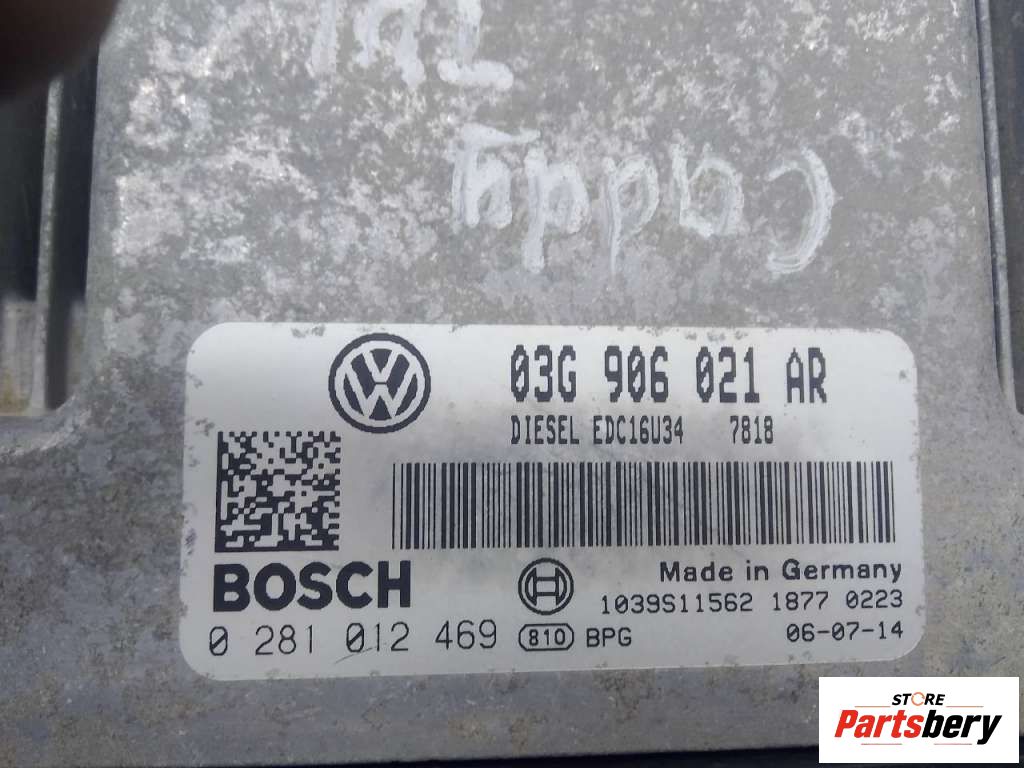 Caddy
03G 906 021 AR
DIESEL EDC16U34 7818
BOSCH
Made in Germany
1039S11562 1877 0223
0 281 012 469 810 BPG
06-07-14
STORE
Partsbery